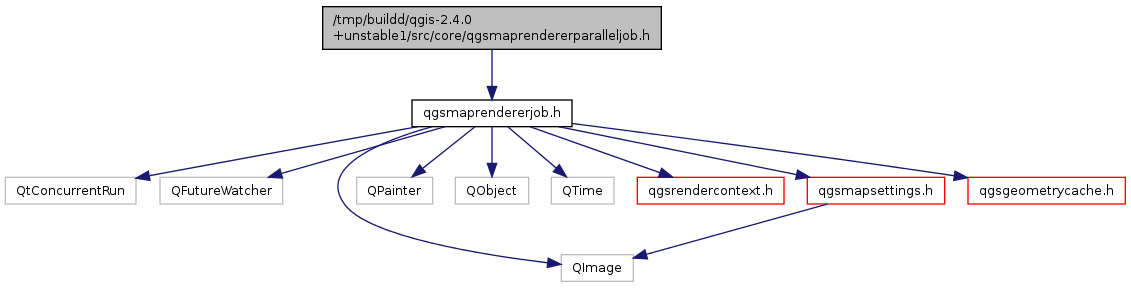 /tmp/buildd/qgis-2.4.0
+unstable1/src/core/qgsmaprendererparalleljob.h
qgsmaprendererjob.h
QtConcurrentRun
QFutureWatcher
QPainter
QObject
QTime
qgsrendercontext.h
qgsmapsettings.h
qgsgeometrycache.h
QImage